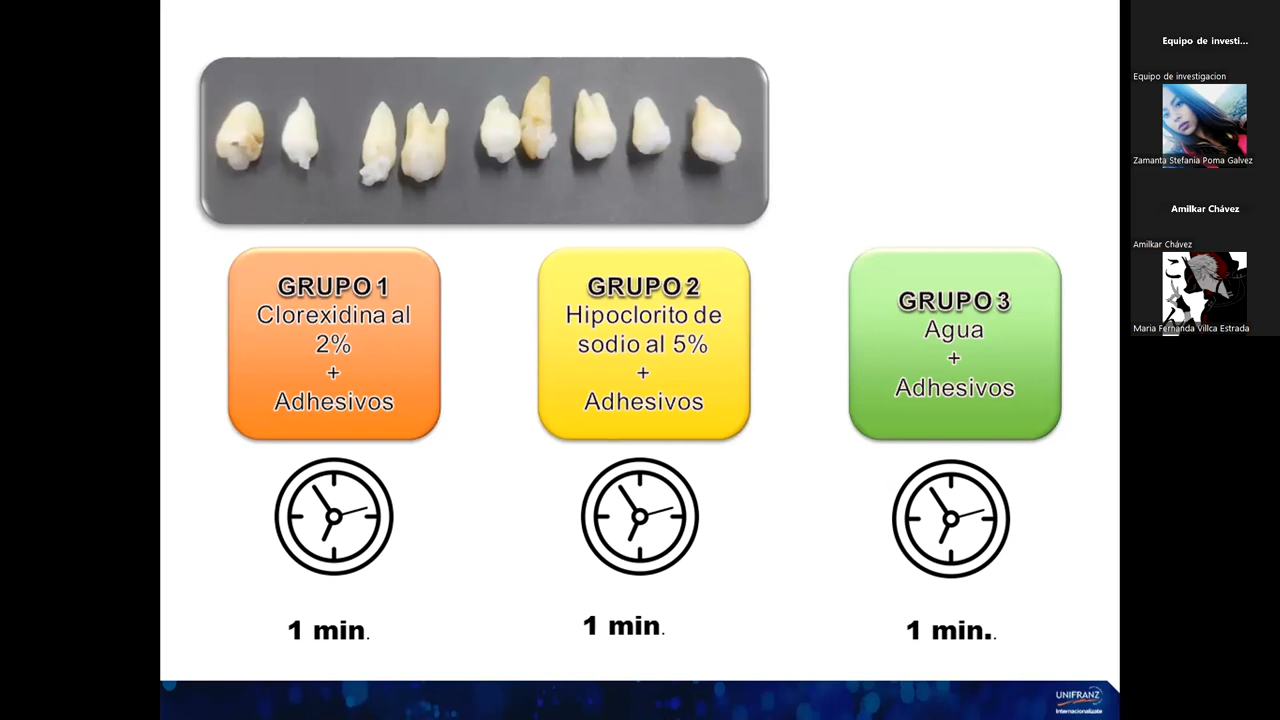 GRUPO 1
Clorexidina al
2%
+
Adhesivos
GRUPO 2
Hipoclorito de
sodio al 5%
+
Adhesivos
GRUPO 3
Agua
+
Adhesivos
1 min.
1 min.
1 min..
UNIFRANZ
Internacionalízate
Equipo de investi...
Equipo de investigacion
Zamanta Stefania Poma Galvez
Amilkar Chávez
Amilkar Chávez
Maria Fernanda Villca Estrada